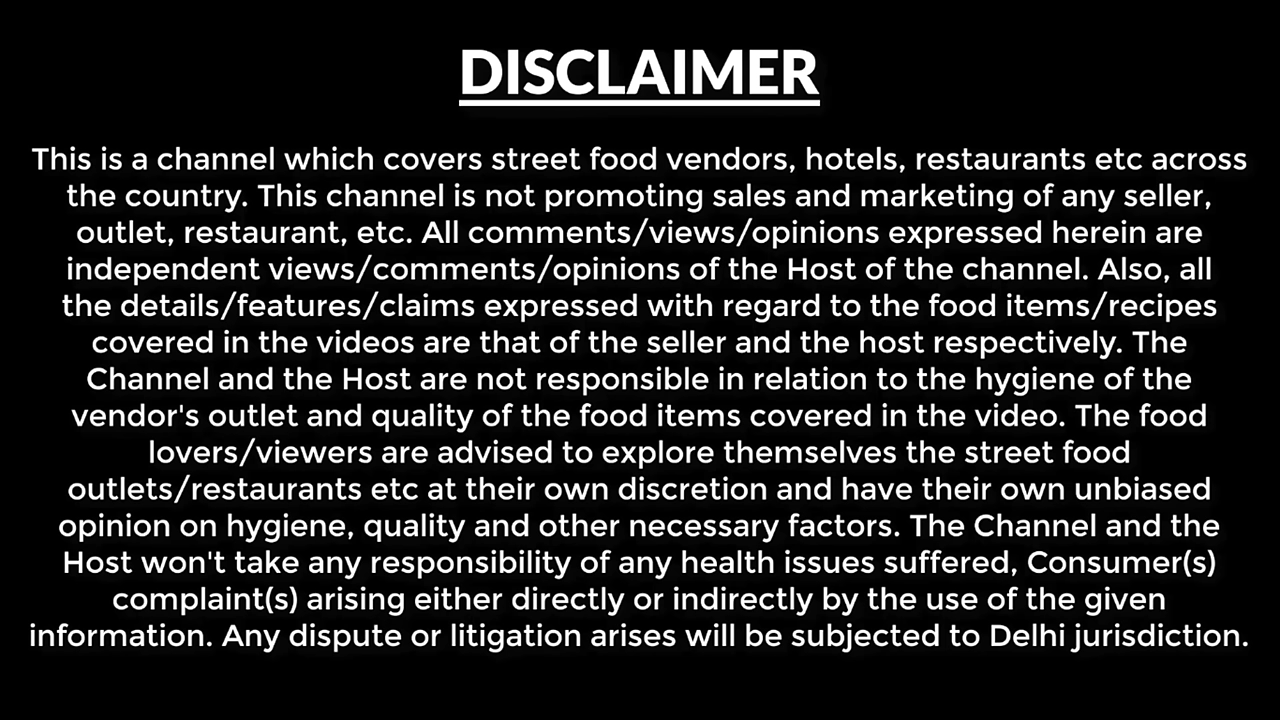 DISCLAIMER
This is a channel which covers street food vendors, hotels, restaurants etc across
the country. This channel is not promoting sales and marketing of any seller,
outlet, restaurant, etc. All comments/views/opinions expressed herein are
independent views/comments/opinions of the Host of the channel. Also, all
the details/features/claims expressed with regard to the food items/recipes
covered in the videos are that of the seller and the host respectively. The
Channel and the Host are not responsible in relation to the hygiene of the
vendor's outlet and quality of the food items covered in the video. The food
lovers/viewers are advised to explore themselves the street food
outlets/restaurants etc at their own discretion and have their own unbiased
opinion on hygiene, quality and other necessary factors. The Channel and the
Host won't take any responsibility of any health issues suffered, Consumer(s)
complaint(s) arising either directly or indirectly by the use of the given
information. Any dispute or litigation arises will be subjected to Delhi jurisdiction.